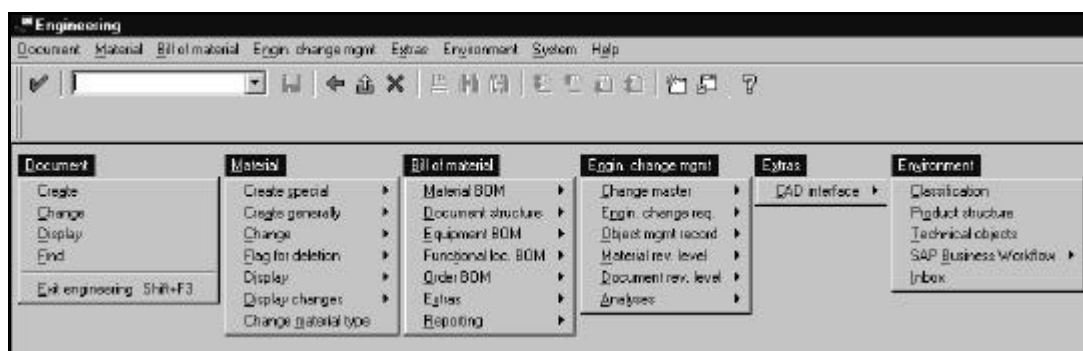 Engineering
Document Material Bill of material Engin. change mgmt Extras Environment System Help
Document
Create
Change
Display
Find
Exit engineering Shift+F3
Material
Create special
Create generally
Change
Flag for deletion
Display
Display changes
Change material type
Bill of material
Material BOM
Document structure
Equipment BOM
Functional loc. BOM
Order BOM
Extras
Reporting
Engin. change mgmt
Change master
Engin. change req.
Object mgmt record
Material rev. level
Document rev. level
Analyses
Extras
CAD interface
Environment
Classification
Product structure
Technical objects
SAP Business Workflow
Inbox